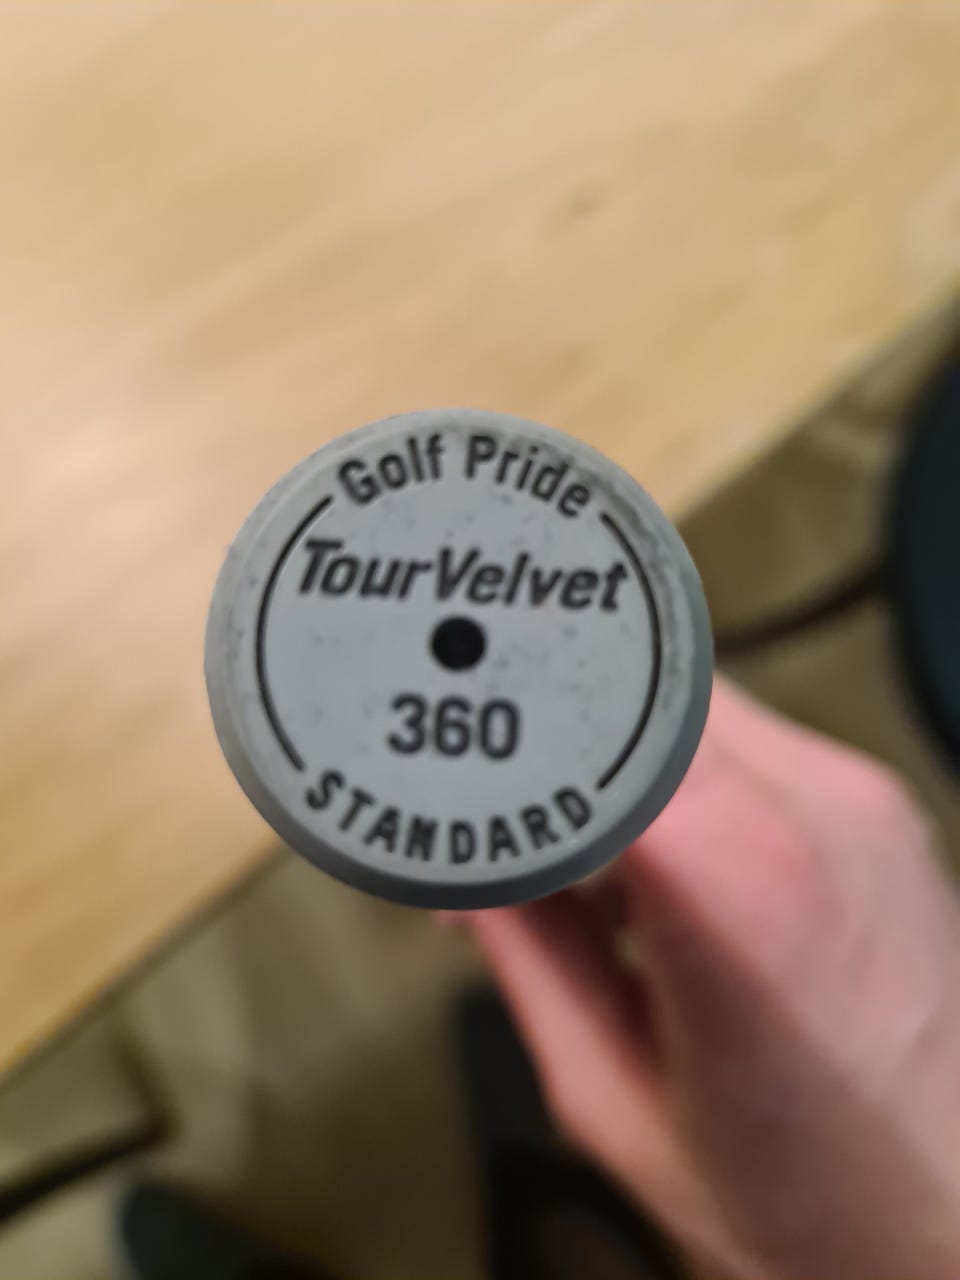 Golf Pride
TourVelvet
360
STANDARD